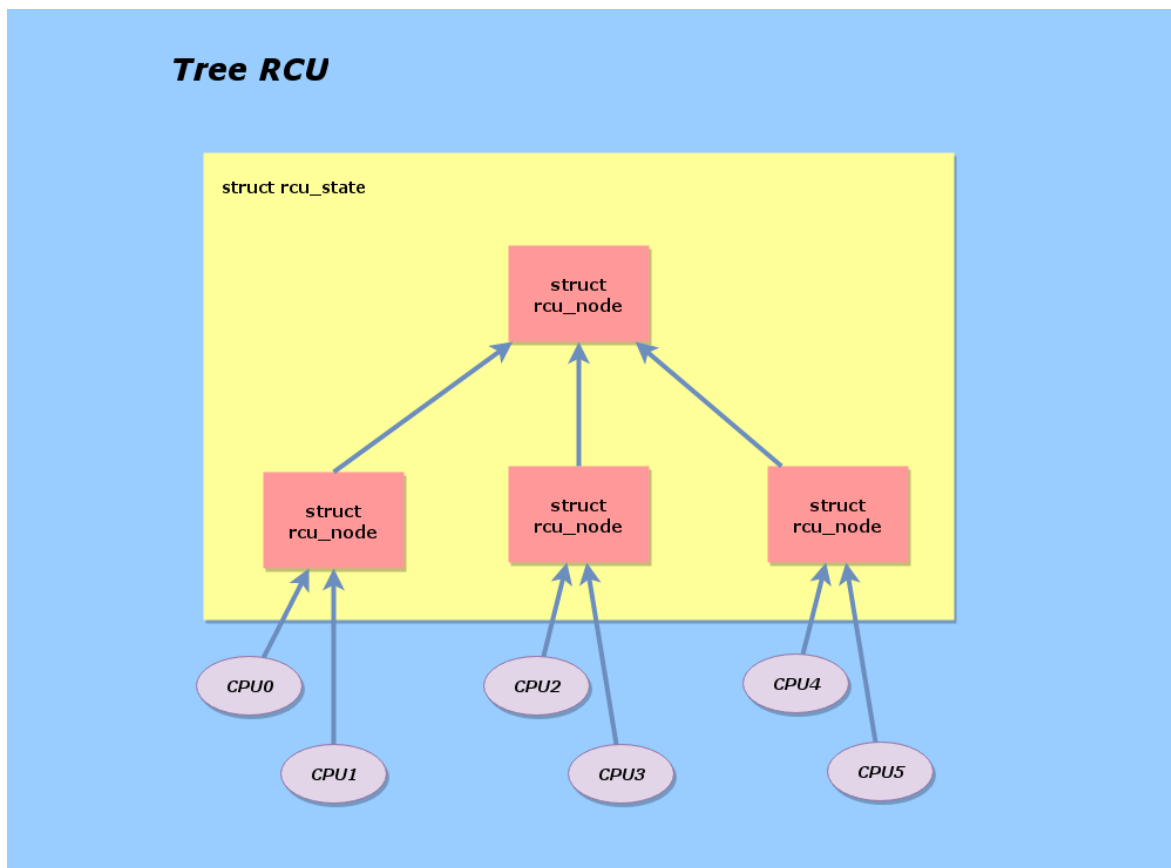 Tree RCU
struct rcu_state
struct
rcu_node
struct
rcu_node
struct
rcu_node
struct
rcu_node
CPU0
CPU2
CPU4
CPU1
CPU3
CPU5